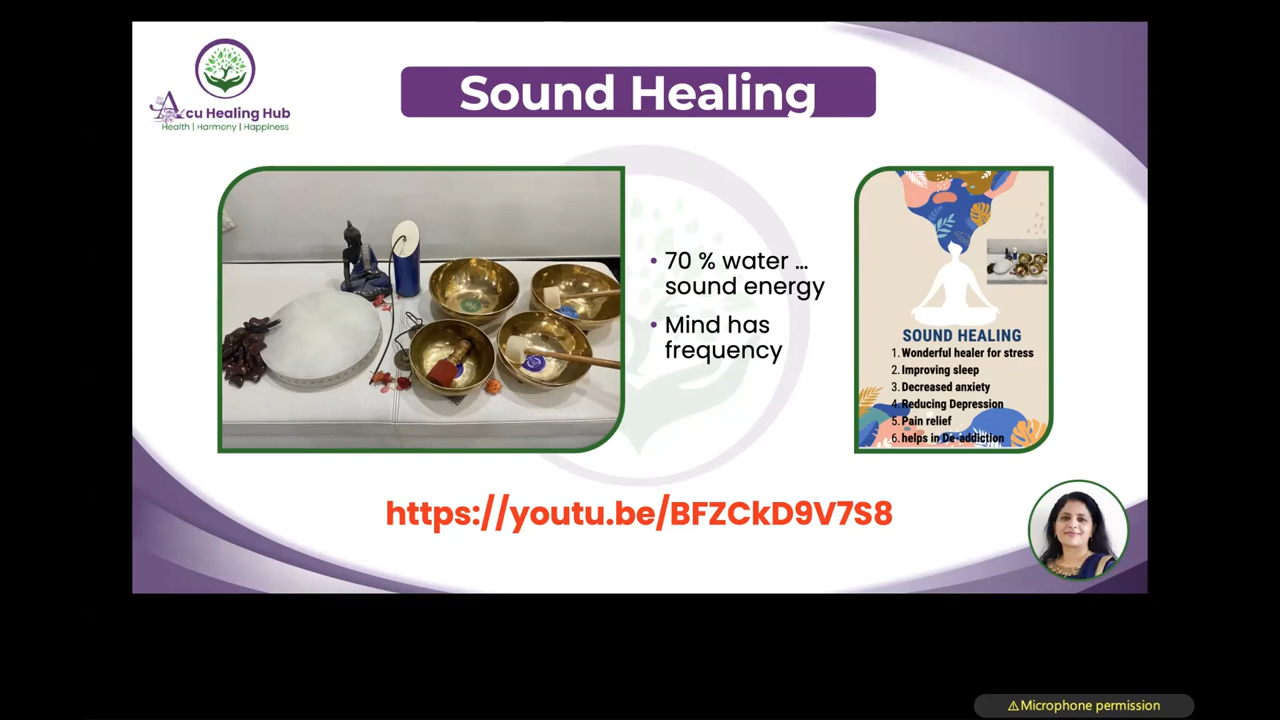 Sound Healing
Acu Healing Hub
Health | Harmony | Happiness
• 70 % water ...
sound energy
• Mind has
frequency
SOUND HEALING
1. Wonderful healer for stress
2. Improving sleep
3. Decreased anxiety
4. Reducing Depression
5. Pain relief
6. helps in De-addiction
https://youtu.be/BFZCkD9V7S8
⚠Microphone permission